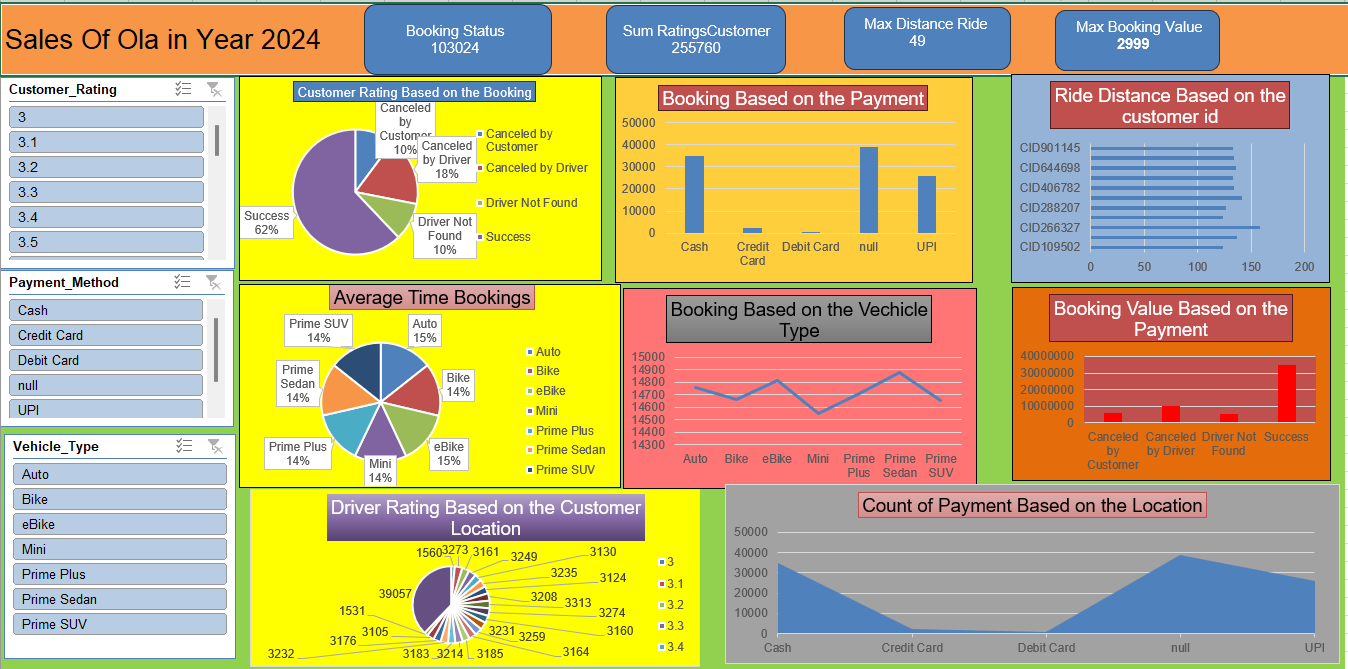 Sales Of Ola in Year 2024
Booking Status
103024
Sum RatingsCustomer
255760
Max Distance Ride
49
Max Booking Value
2999
Customer_Rating
3
3.1
3.2
3.3
3.4
3.5
Payment_Method
Cash
Credit Card
Debit Card
null
UPI
Vehicle_Type
Auto
Bike
eBike
Mini
Prime Plus
Prime Sedan
Prime SUV
Customer Rating Based on the Booking
Canceled
by
Customer
10%
Canceled
by Driver
18%
Driver Not
Found
10%
Success
62%
Canceled by
Customer
Canceled by Driver
Driver Not Found
Success
Booking Based on the Payment
50000
40000
30000
20000
10000
0
Cash
Credit
Card
Debit Card
null
UPI
Ride Distance Based on the
customer id
CID901145
CID644698
CID406782
CID288207
CID266327
CID109502
0 50 100 150 200
Average Time Bookings
Prime SUV
14%
Auto
15%
Prime
Sedan
14%
Bike
14%
Prime Plus
14%
Mini
14%
eBike
15%
Auto
Bike
eBike
Mini
Prime Plus
Prime Sedan
Prime SUV
Booking Based on the Vechicle
Type
15000
14900
14800
14700
14600
14500
14400
14300
Auto
Bike
eBike
Mini
Prime
Plus
Prime
Sedan
Prime
SUV
Booking Value Based on the
Payment
40000000
30000000
20000000
10000000
0
Canceled
by
Customer
Canceled
by Driver
Driver Not
Found
Success
Driver Rating Based on the Customer
Location
1560
3273
3161
3249
3130
3235
3124
3208
3313
3274
3160
3231
3259
3164
3185
3214
3183
3232
3176
3105
1531
39057
3
3.1
3.2
3.3
3.4
Count of Payment Based on the Location
50000
40000
30000
20000
10000
0
Cash
Credit Card
Debit Card
null
UPI